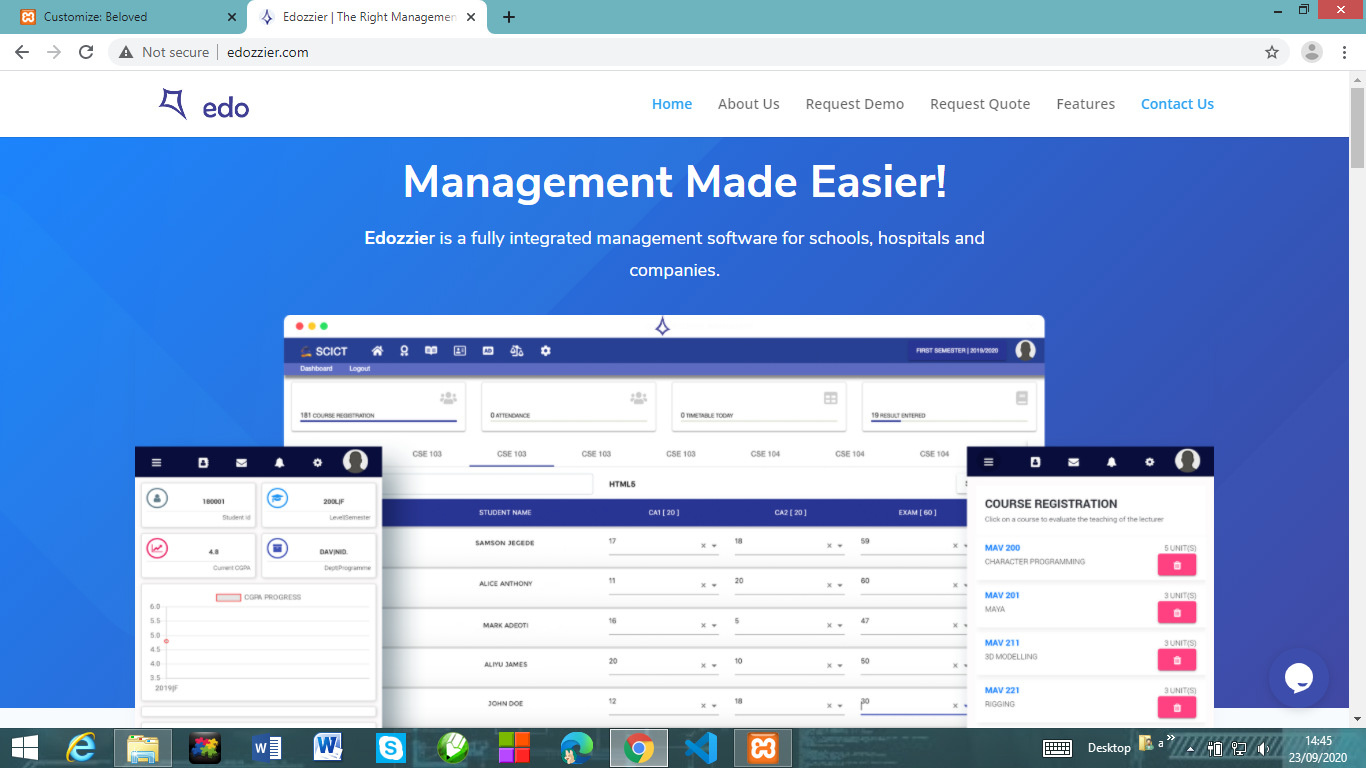 Customize: Beloved
Edozzier | The Right Managemen
Not secure
edozzier.com
edo
Home
About Us
Request Demo
Request Quote
Features
Contact Us
Management Made Easier!
Edozzier is a fully integrated management software for schools, hospitals and
companies.
SCICT
AD
FIRST SEMESTER | 2019/2020
Dashboard
Logout
181 COURSE REGISTRATION
0 ATTENDANCE
0 TIMETABLE TODAY
19 RESULT ENTERED
CSE 103
CSE 103
CSE 103
CSE 103
CSE 104
CSE 104
CSE 104
HTML5
S
STUDENT NAME
CA1 [ 20 ]
CA2 [ 20 ]
EXAM [ 60 ]
SAMSON JEGEDE
17
18
59
ALICE ANTHONY
11
20
60
MARK ADEOTI
16
5
47
ALIYU JAMES
20
10
50
JOHN DOE
12
18
30
180001
Student Id
200L|F
Level|Semester
4.8
Current CGPA
DAV|NID.
Dept|Programme
CGPA PROGRESS
6.0
5.5
5.0
4.5
4.0
3.5
2019|F
COURSE REGISTRATION
Click on a course to evaluate the teaching of the lecturer
MAV 200
5 UNIT(S)
CHARACTER PROGRAMMING
MAV 201
3 UNIT(S)
MAYA
MAV 211
3 UNIT(S)
3D MODELLING
MAV 221
3 UNIT(S)
RIGGING
Desktop
a
14:45
23/09/2020